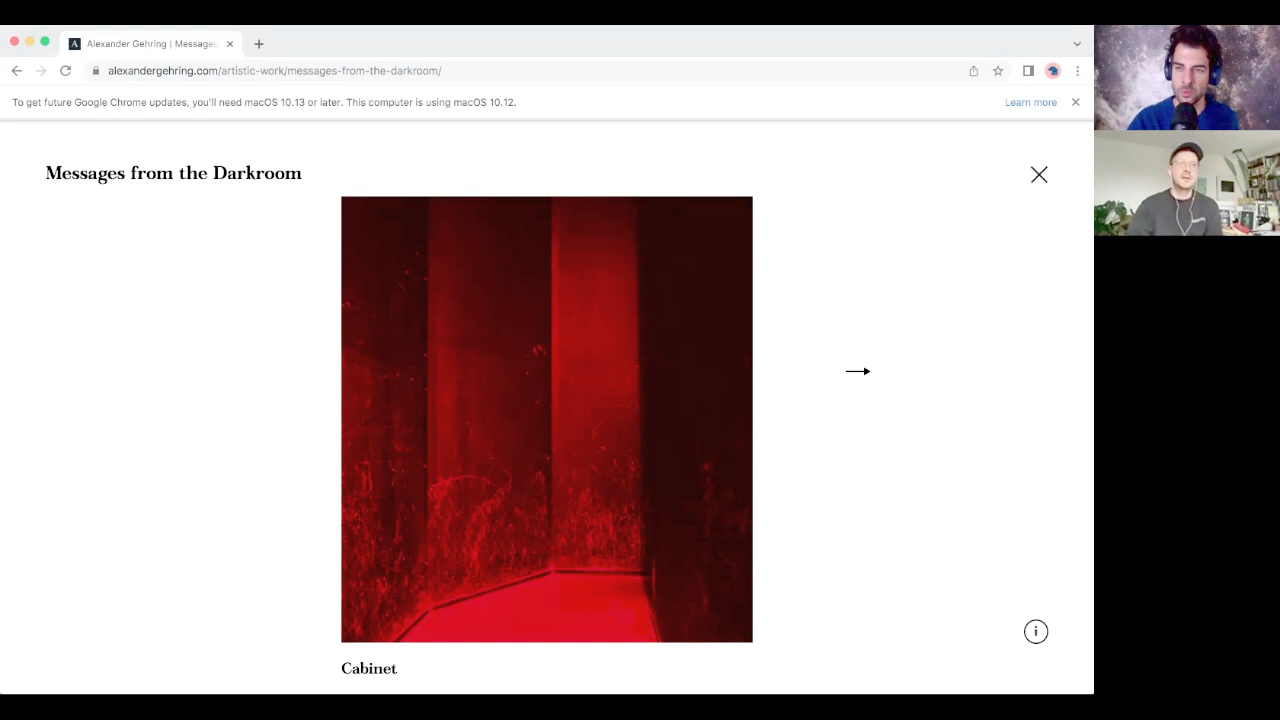 Alexander Gehring | Messages
alexandergehring.com/artistic-work/messages-from-the-darkroom/
To get future Google Chrome updates, you'll need macOS 10.13 or later. This computer is using macOS 10.12.
Learn more
Messages from the Darkroom
Cabinet